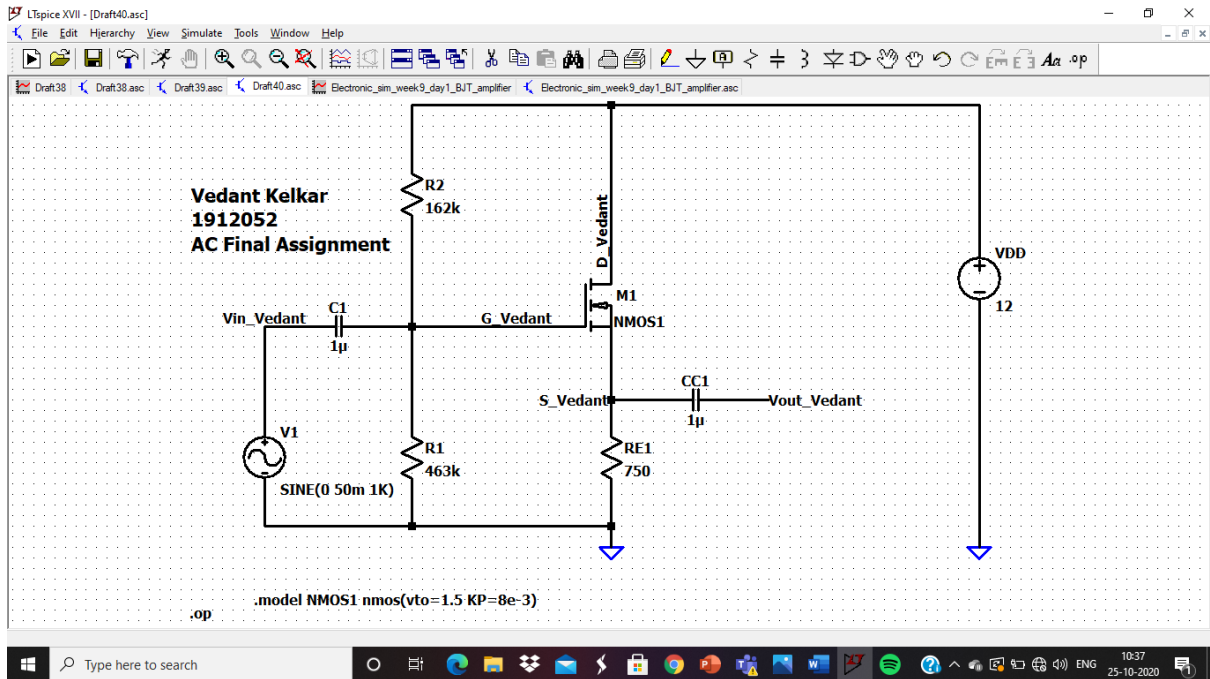 LTspice XVII - [Draft40.asc]
File Edit Hierarchy View Simulate Tools Window Help
Aa .op
Draft38 Draft38.asc Draft39.asc Draft40.asc Electronic_sim_week9_day1_BJT_amplifier Electronic_sim_week9_day1_BJT_amplifier.asc
R2
162k
Vedant Kelkar
1912052
AC Final Assignment
D_Vedant
VDD
12
M1
NMOS1
Vin_Vedant
C1
1µ
G_Vedant
S_Vedant
CC1
1µ
Vout_Vedant
V1
SINE(0 50m 1K)
R1
463k
RE1
750
.model NMOS1 nmos(vto=1.5 KP=8e-3)
.op
Type here to search
ENG
10:37
25-10-2020